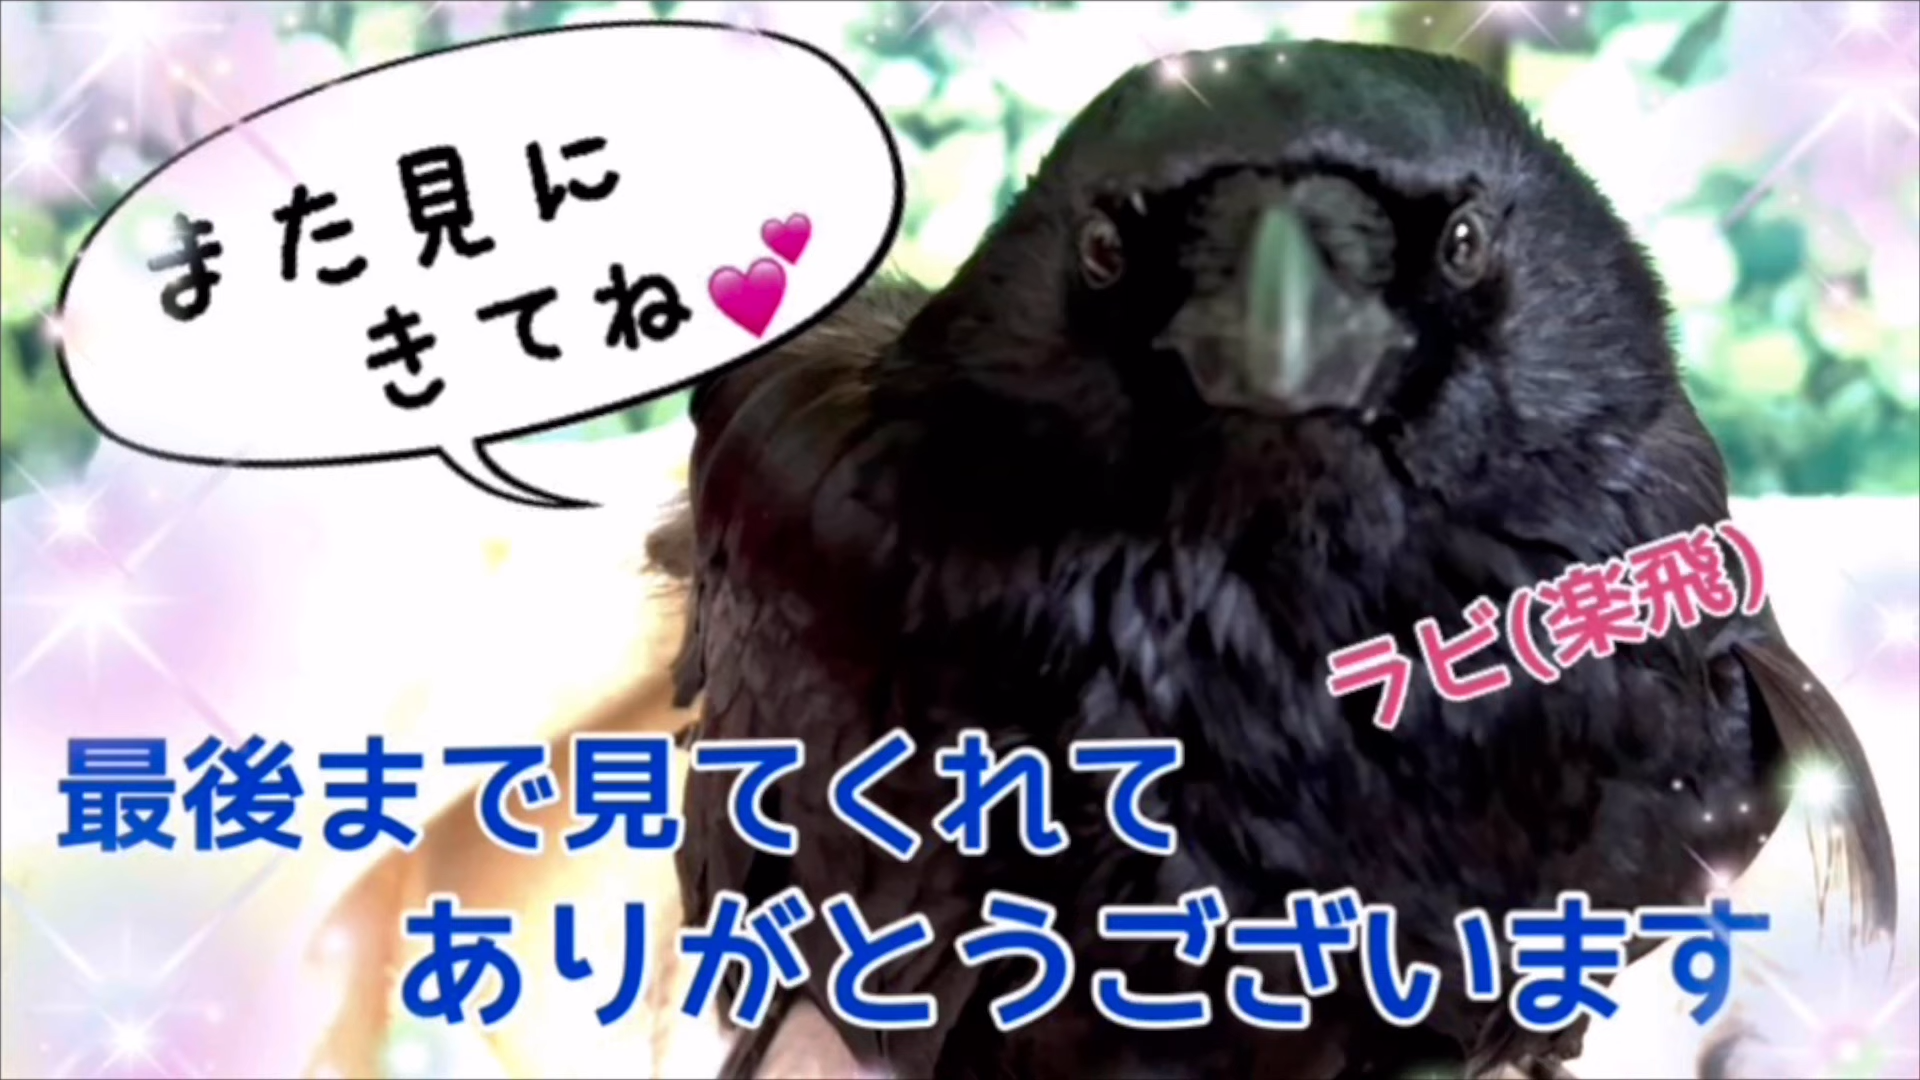 また見に
きてね💕
ラビ(楽飛)
最後まで見てくれて
ありがとうございます